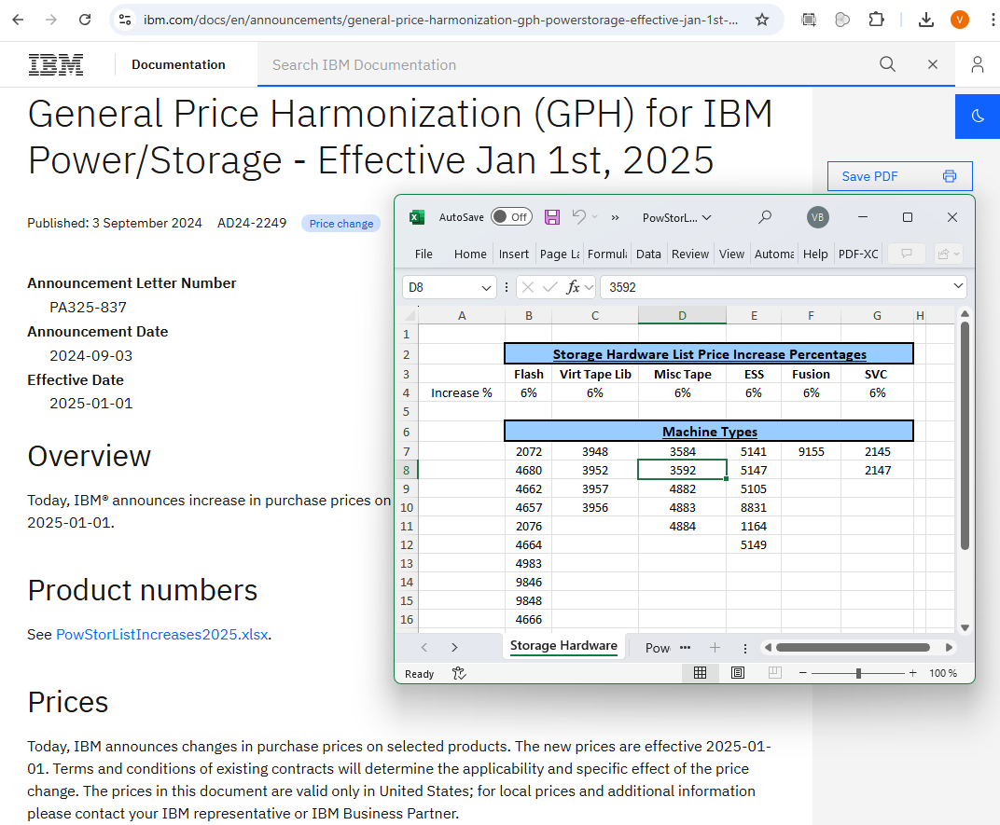 ibm.com/docs/en/announcements/general-price-harmonization-gph-powerstorage-effective-jan-1st-...
V
IBM
Documentation
Search IBM Documentation
General Price Harmonization (GPH) for IBM
Power/Storage - Effective Jan 1st, 2025
Save PDF
Published: 3 September 2024 AD24-2249 Price change
Announcement Letter Number
PA325-837
Announcement Date
2024-09-03
Effective Date
2025-01-01
Overview
Today, IBM® announces increase in purchase prices on
2025-01-01.
Product numbers
See PowStorListIncreases2025.xlsx.
Prices
Today, IBM announces changes in purchase prices on selected products. The new prices are effective 2025-01-
01. Terms and conditions of existing contracts will determine the applicability and specific effect of the price
change. The prices in this document are valid only in United States; for local prices and additional information
please contact your IBM representative or IBM Business Partner.
AutoSave Off PowStorL... VB
File Home Insert Page La Formula Data Review View Automa Help PDF-XC
D8 fx 3592
A B C D E F G H
1
2 Storage Hardware List Price Increase Percentages
3 Flash Virt Tape Lib Misc Tape ESS Fusion SVC
4 Increase % 6% 6% 6% 6% 6% 6%
5
6 Machine Types
7 2072 3948 3584 5141 9155 2145
8 4680 3952 3592 5147 2147
9 4662 3957 4882 5105
10 4657 3956 4883 8831
11 2076 4884 1164
12 4664 5149
13 4983
14 9846
15 9848
16 4666
Storage Hardware Pow ...
Ready 100 %